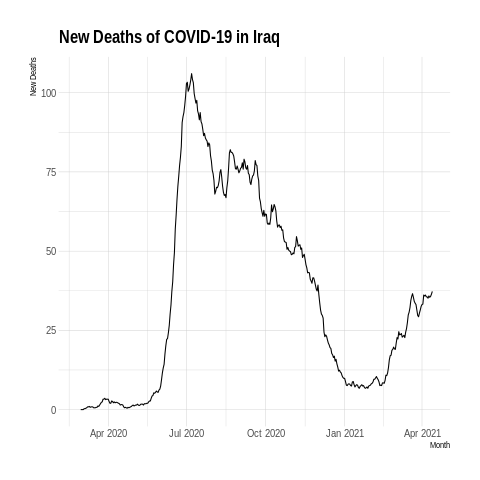 New Deaths of COVID-19 in Iraq
New Deaths
100
75
50
25
0
Apr 2020 Jul 2020 Oct 2020 Jan 2021 Apr 2021
Month